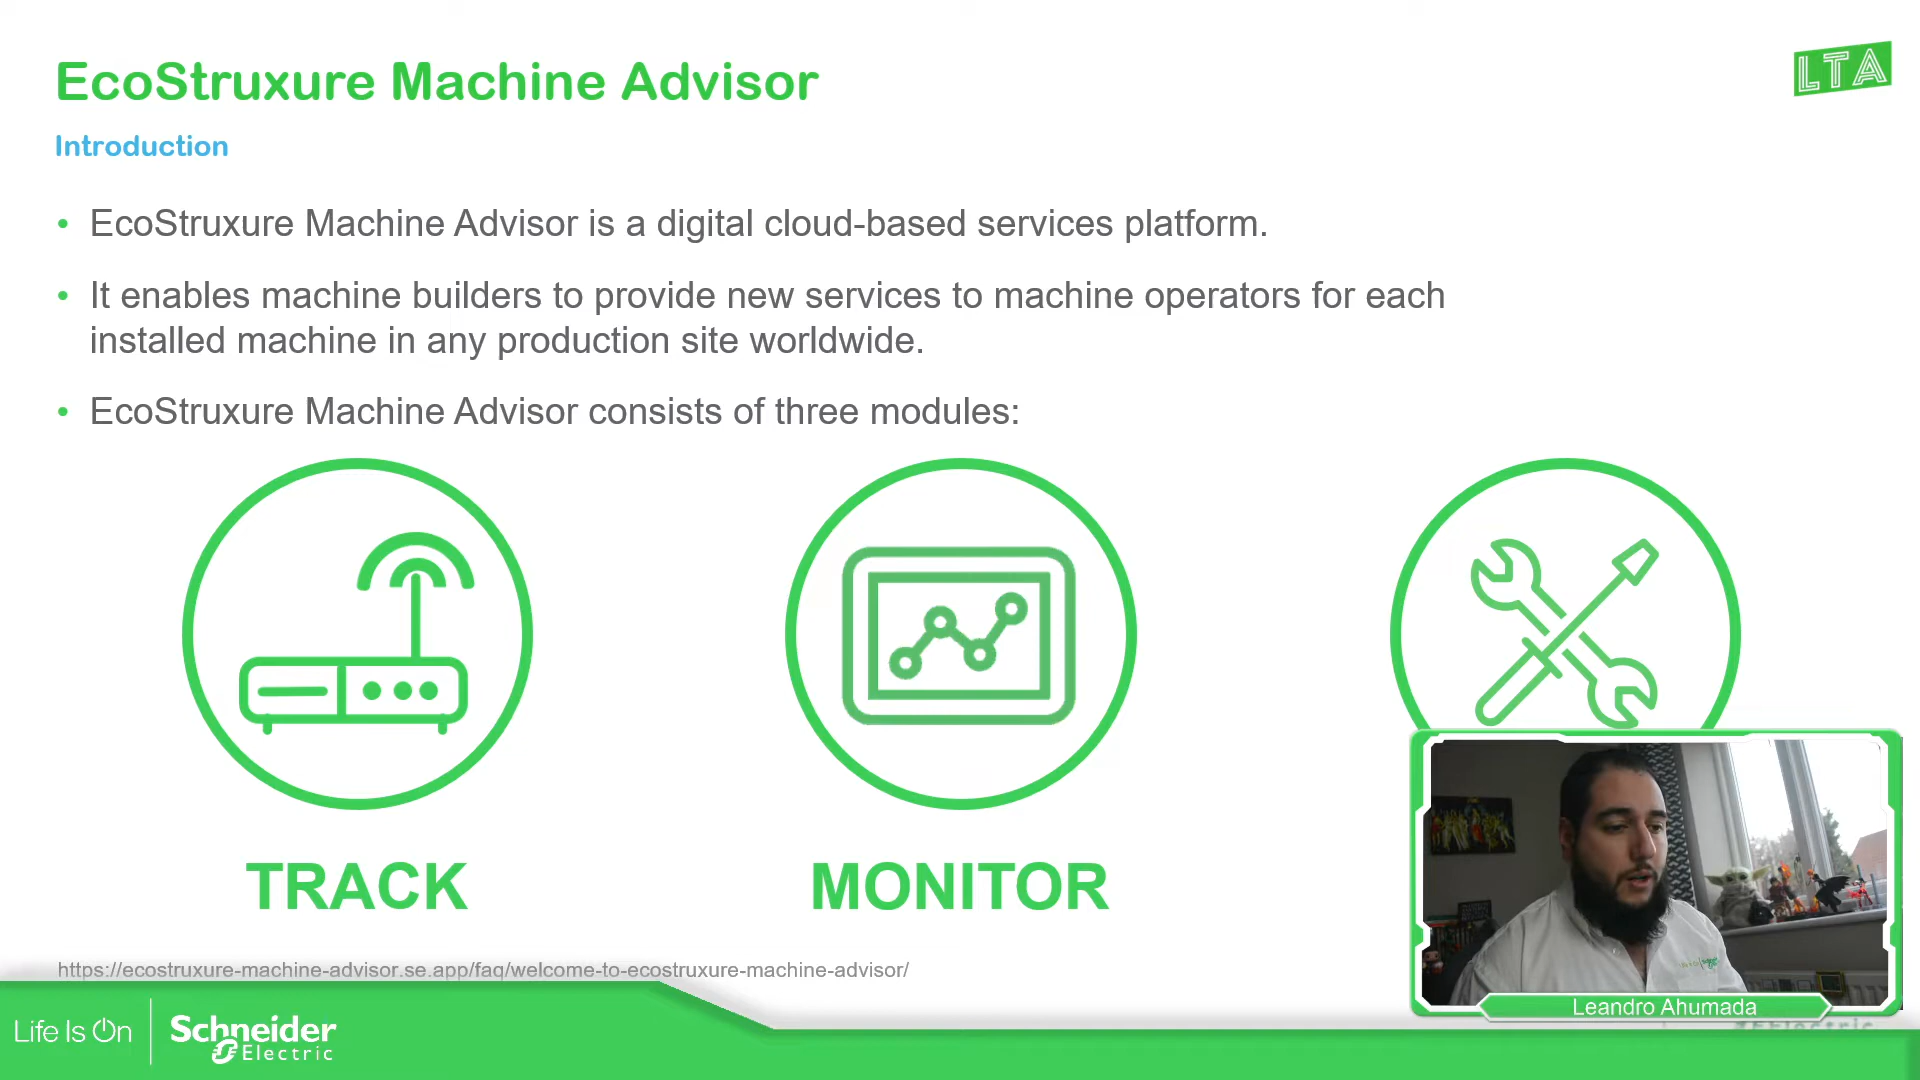 EcoStruxure Machine Advisor
LTA
Introduction
• EcoStruxure Machine Advisor is a digital cloud-based services platform.
• It enables machine builders to provide new services to machine operators for each
installed machine in any production site worldwide.
• EcoStruxure Machine Advisor consists of three modules:
TRACK
MONITOR
https://ecostruxure-machine-advisor.se.app/faq/welcome-to-ecostruxure-machine-advisor/
Leandro Ahumada
Life Is On
Schneider
Electric